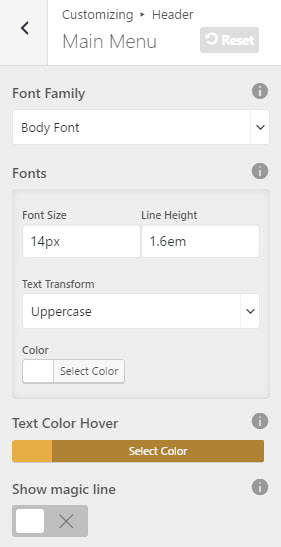 Customizing ▸ Header
Main Menu
Reset
Font Family
Body Font
Fonts
Font Size Line Height
14px 1.6em
Text Transform
Uppercase
Color
Select Color
Text Color Hover
Select Color
Show magic line